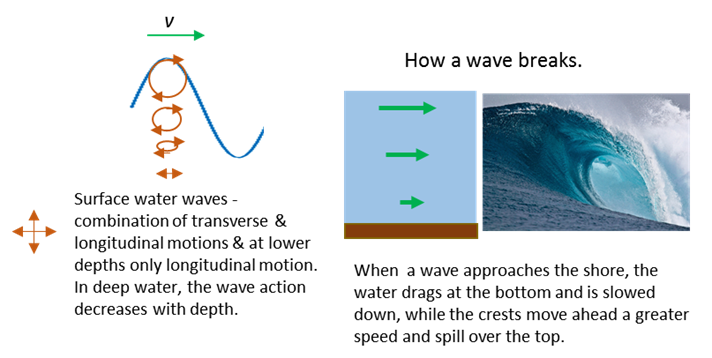 v
Surface water waves -
combination of transverse &
longitudinal motions & at lower
depths only longitudinal motion.
In deep water, the wave action
decreases with depth.
How a wave breaks.
When  a wave approaches the shore, the
water drags at the bottom and is slowed
down, while the crests move ahead a greater
speed and spill over the top.